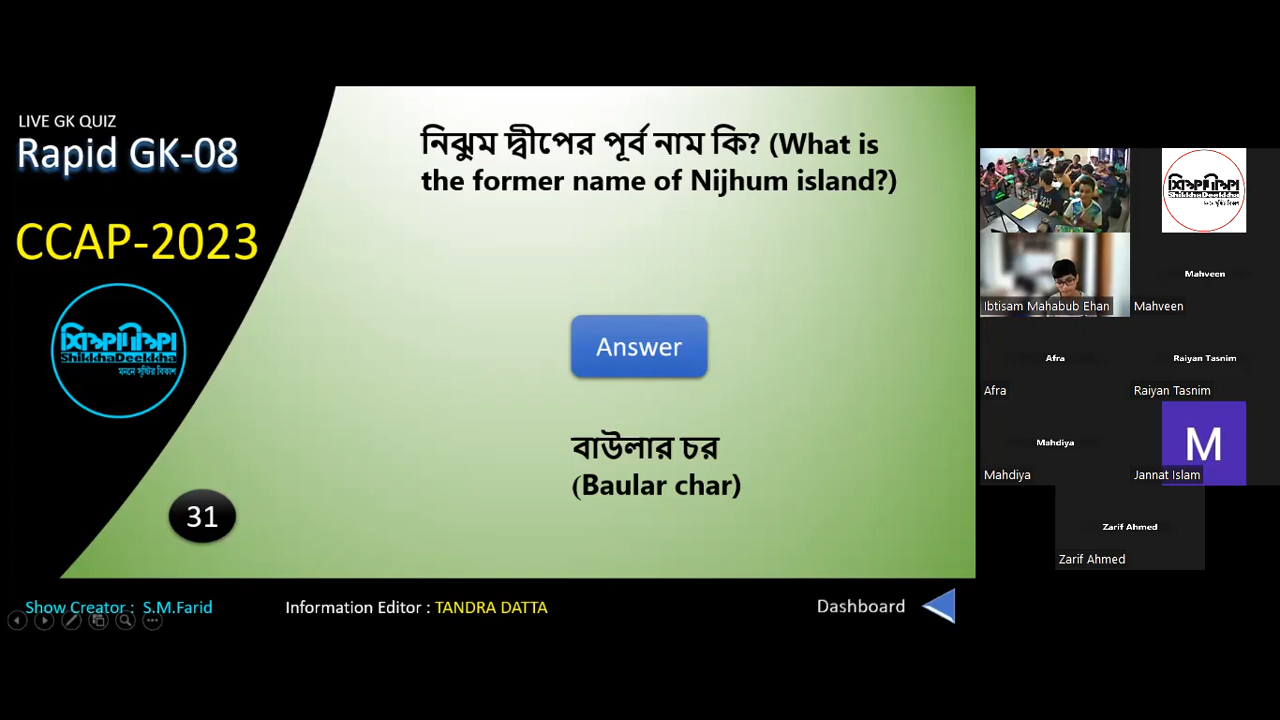 LIVE GK QUIZ
Rapid GK-08
CCAP-2023
ShikkhaDeekkha
মননে সৃষ্টির বিকাশ
নিঝুম দ্বীপের পূর্ব নাম কি? (What is
the former name of Nijhum island?)
Answer
বাউলার চর
(Baular char)
31
Show Creator : S.M.Farid
Information Editor : TANDRA DATTA
Dashboard
Ibtisam Mahabub Ehan
Mahveen
Mahveen
Afra
Afra
Raiyan Tasnim
Raiyan Tasnim
Mahdiya
Mahdiya
M
Jannat Islam
Zarif Ahmed
Zarif Ahmed